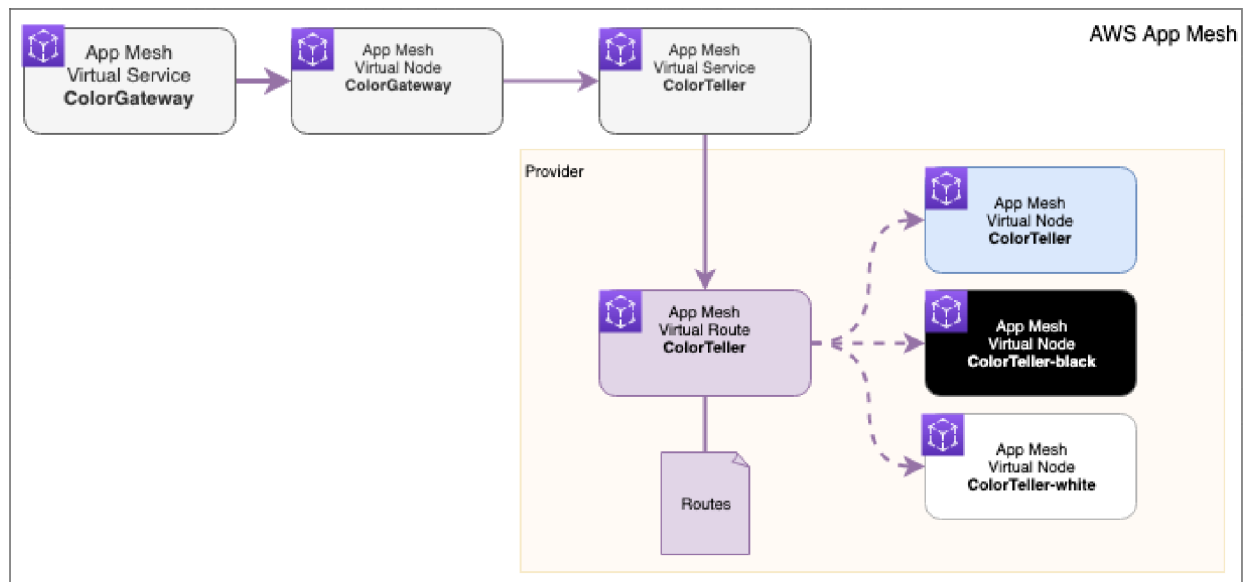 AWS App Mesh
App Mesh
Virtual Service
ColorGateway
App Mesh
Virtual Node
ColorGateway
App Mesh
Virtual Service
ColorTeller
Provider
App Mesh
Virtual Node
ColorTeller
App Mesh
Virtual Route
ColorTeller
App Mesh
Virtual Node
ColorTeller-black
App Mesh
Virtual Node
ColorTeller-white
Routes